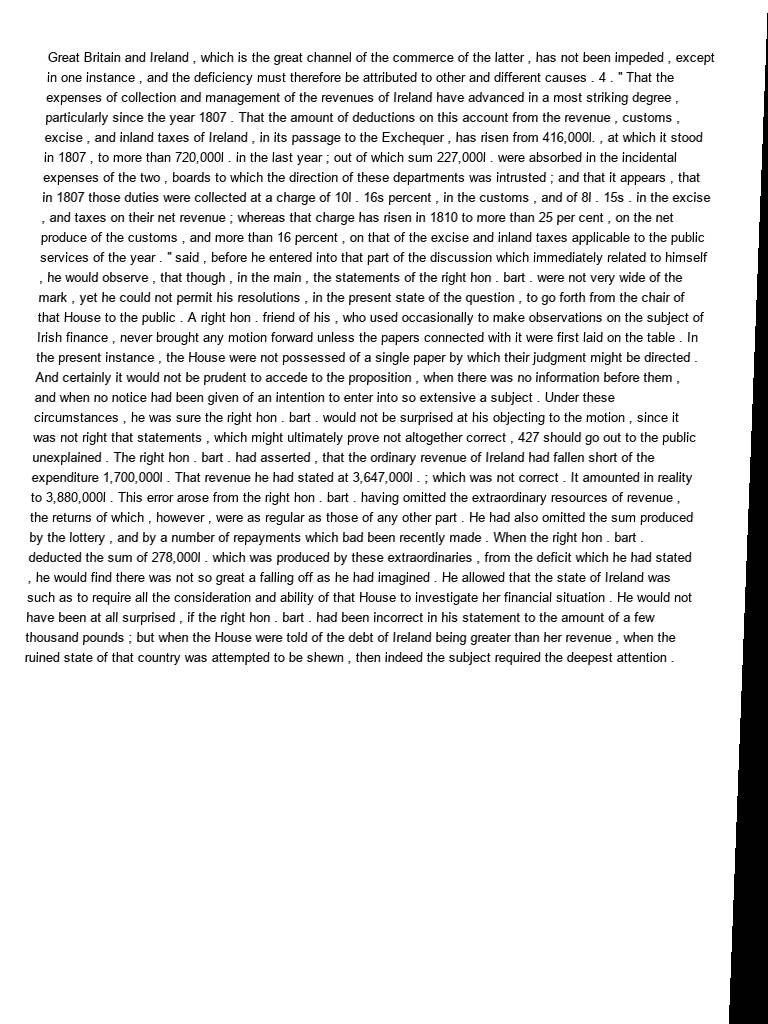 Great Britain and Ireland , which is the great channel of the commerce of the latter , has not been impeded , except
in one instance , and the deficiency must therefore be attributed to other and different causes . 4 . " That the
expenses of collection and management of the revenues of Ireland have advanced in a most striking degree ,
particularly since the year 1807 . That the amount of deductions on this account from the revenue , customs ,
excise , and inland taxes of Ireland , in its passage to the Exchequer , has risen from 416,000l. , at which it stood
in 1807 , to more than 720,000l . in the last year ; out of which sum 227,000l . were absorbed in the incidental
expenses of the two , boards to which the direction of these departments was intrusted ; and that it appears , that
in 1807 those duties were collected at a charge of 10l . 16s percent , in the customs , and of 8l . 15s . in the excise
, and taxes on their net revenue ; whereas that charge has risen in 1810 to more than 25 per cent , on the net
produce of the customs , and more than 16 percent , on that of the excise and inland taxes applicable to the public
services of the year . " said , before he entered into that part of the discussion which immediately related to himself
, he would observe , that though , in the main , the statements of the right hon . bart . were not very wide of the
mark , yet he could not permit his resolutions , in the present state of the question , to go forth from the chair of
that House to the public . A right hon . friend of his , who used occasionally to make observations on the subject of
Irish finance , never brought any motion forward unless the papers connected with it were first laid on the table . In
the present instance , the House were not possessed of a single paper by which their judgment might be directed .
And certainly it would not be prudent to accede to the proposition , when there was no information before them ,
and when no notice had been given of an intention to enter into so extensive a subject . Under these
circumstances , he was sure the right hon . bart . would not be surprised at his objecting to the motion , since it
was not right that statements , which might ultimately prove not altogether correct , 427 should go out to the public
unexplained . The right hon . bart . had asserted , that the ordinary revenue of Ireland had fallen short of the
expenditure 1,700,000l . That revenue he had stated at 3,647,000l . ; which was not correct . It amounted in reality
to 3,880,000l . This error arose from the right hon . bart . having omitted the extraordinary resources of revenue ,
the returns of which , however , were as regular as those of any other part . He had also omitted the sum produced
by the lottery , and by a number of repayments which bad been recently made . When the right hon . bart .
deducted the sum of 278,000l . which was produced by these extraordinaries , from the deficit which he had stated
, he would find there was not so great a falling off as he had imagined . He allowed that the state of Ireland was
such as to require all the consideration and ability of that House to investigate her financial situation . He would not
have been at all surprised , if the right hon . bart . had been incorrect in his statement to the amount of a few
thousand pounds ; but when the House were told of the debt of Ireland being greater than her revenue , when the
ruined state of that country was attempted to be shewn , then indeed the subject required the deepest attention .